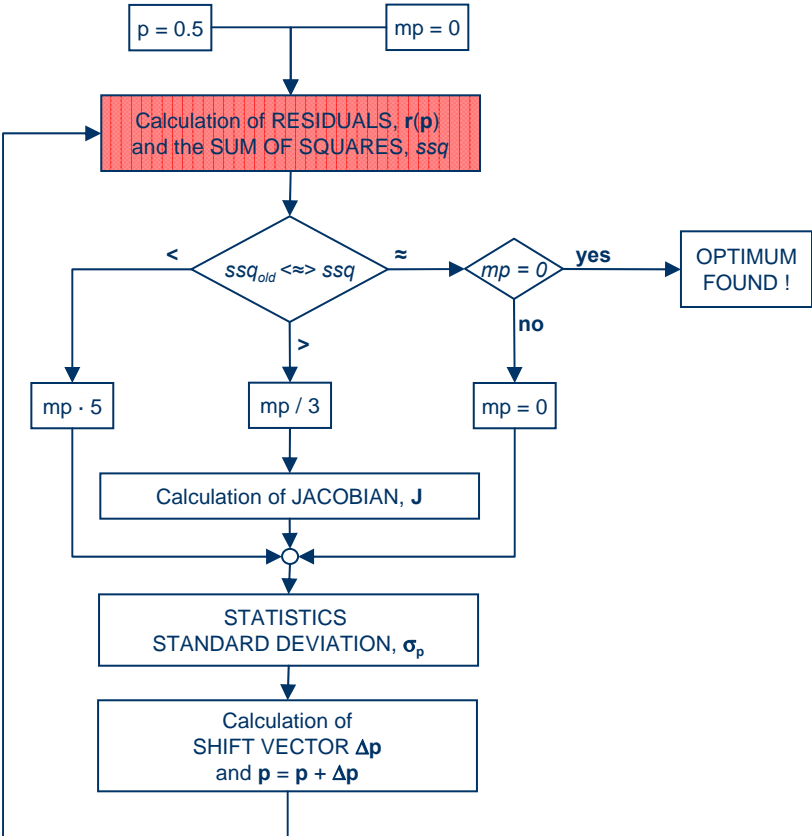 p = 0.5
mp = 0
Calculation of RESIDUALS, r(p)
and the SUM OF SQUARES, ssq
<
ssq_old <≈> ssq
≈
mp = 0
yes
OPTIMUM
FOUND !
no
>
mp · 5
mp / 3
mp = 0
Calculation of JACOBIAN, J
STATISTICS
STANDARD DEVIATION, σ_p
Calculation of
SHIFT VECTOR Δp
and p = p + Δp